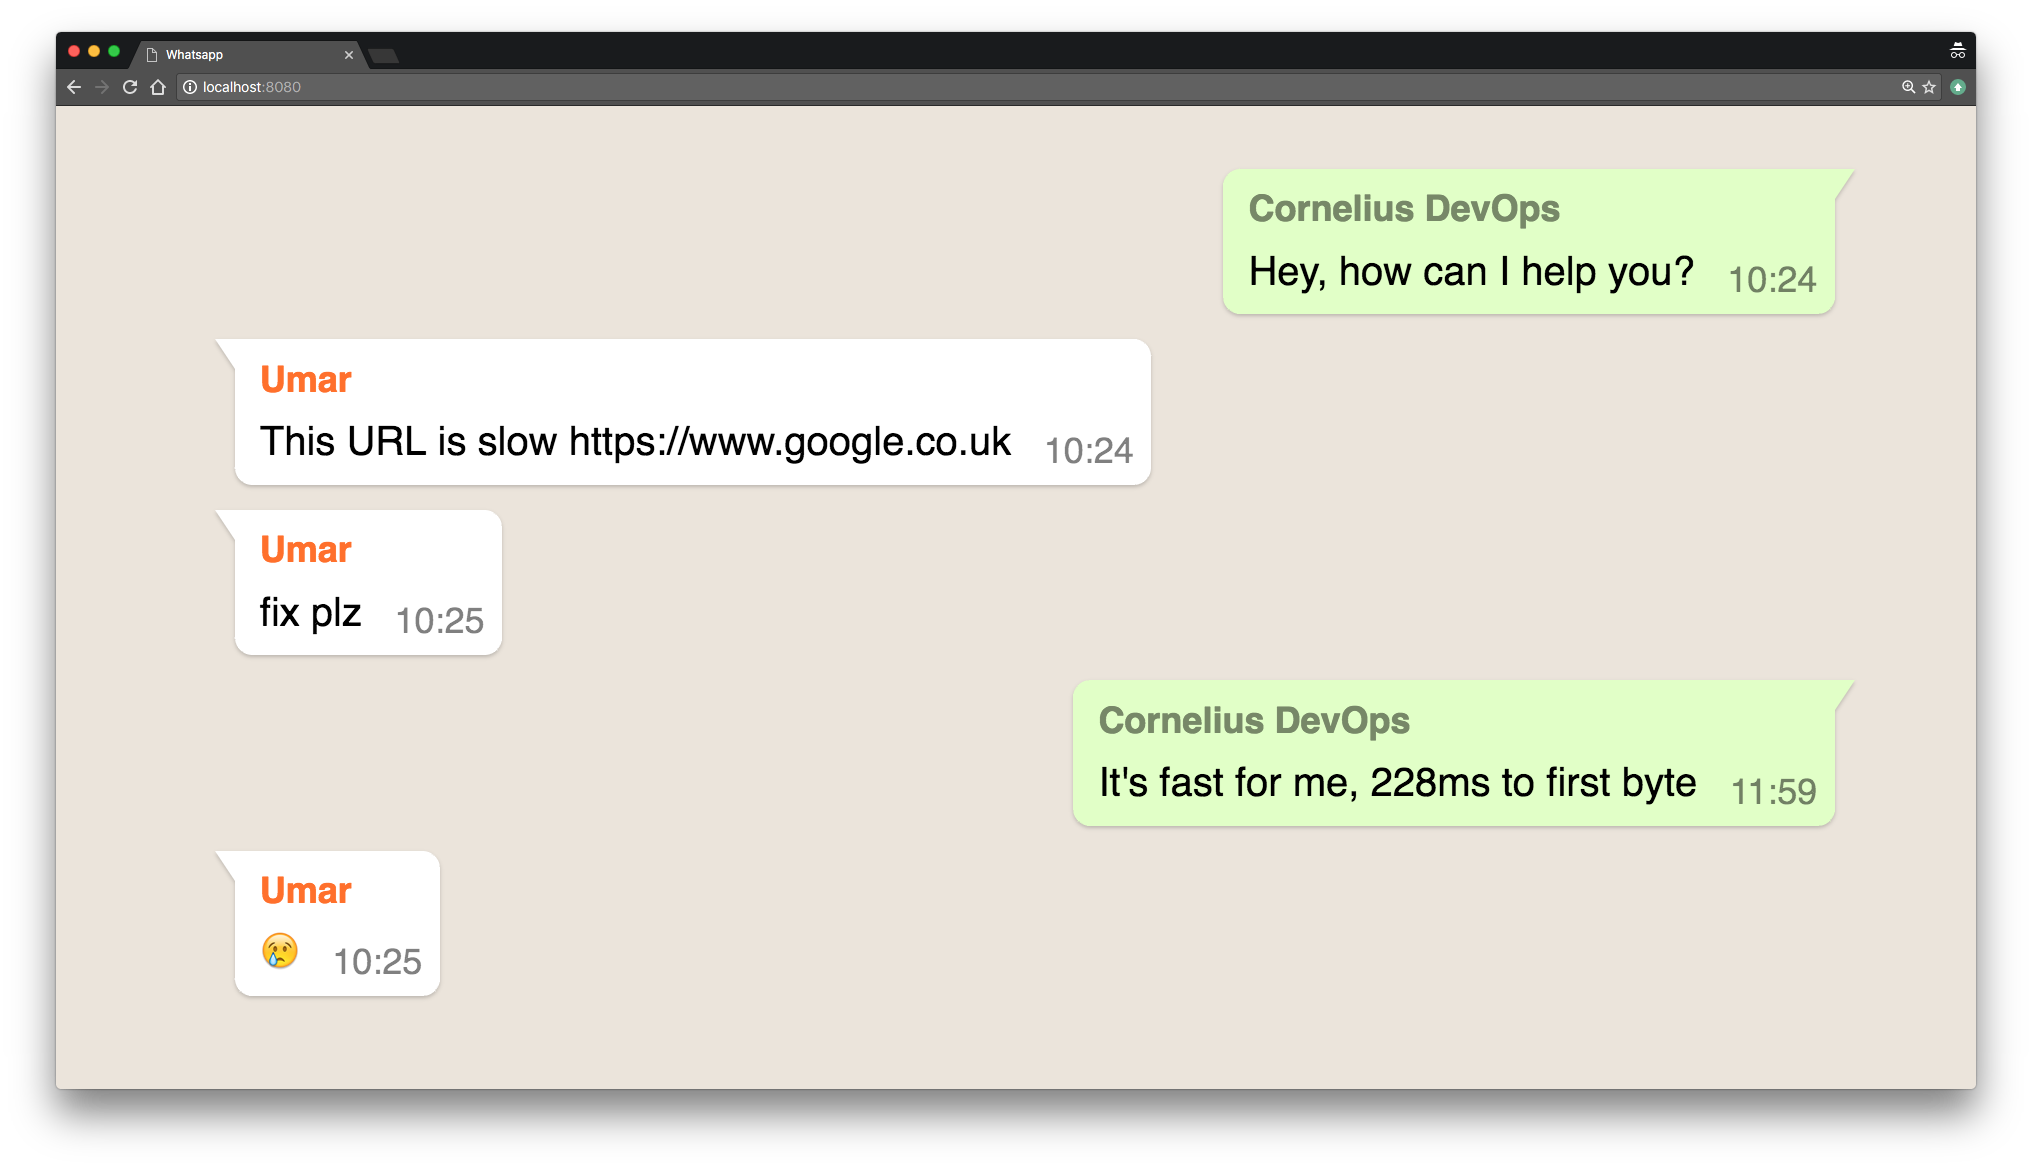 Whatsapp
localhost:8080
Cornelius DevOps
Hey, how can I help you? 10:24
Umar
This URL is slow https://www.google.co.uk 10:24
Umar
fix plz 10:25
Cornelius DevOps
It's fast for me, 228ms to first byte 11:59
Umar
😢 10:25